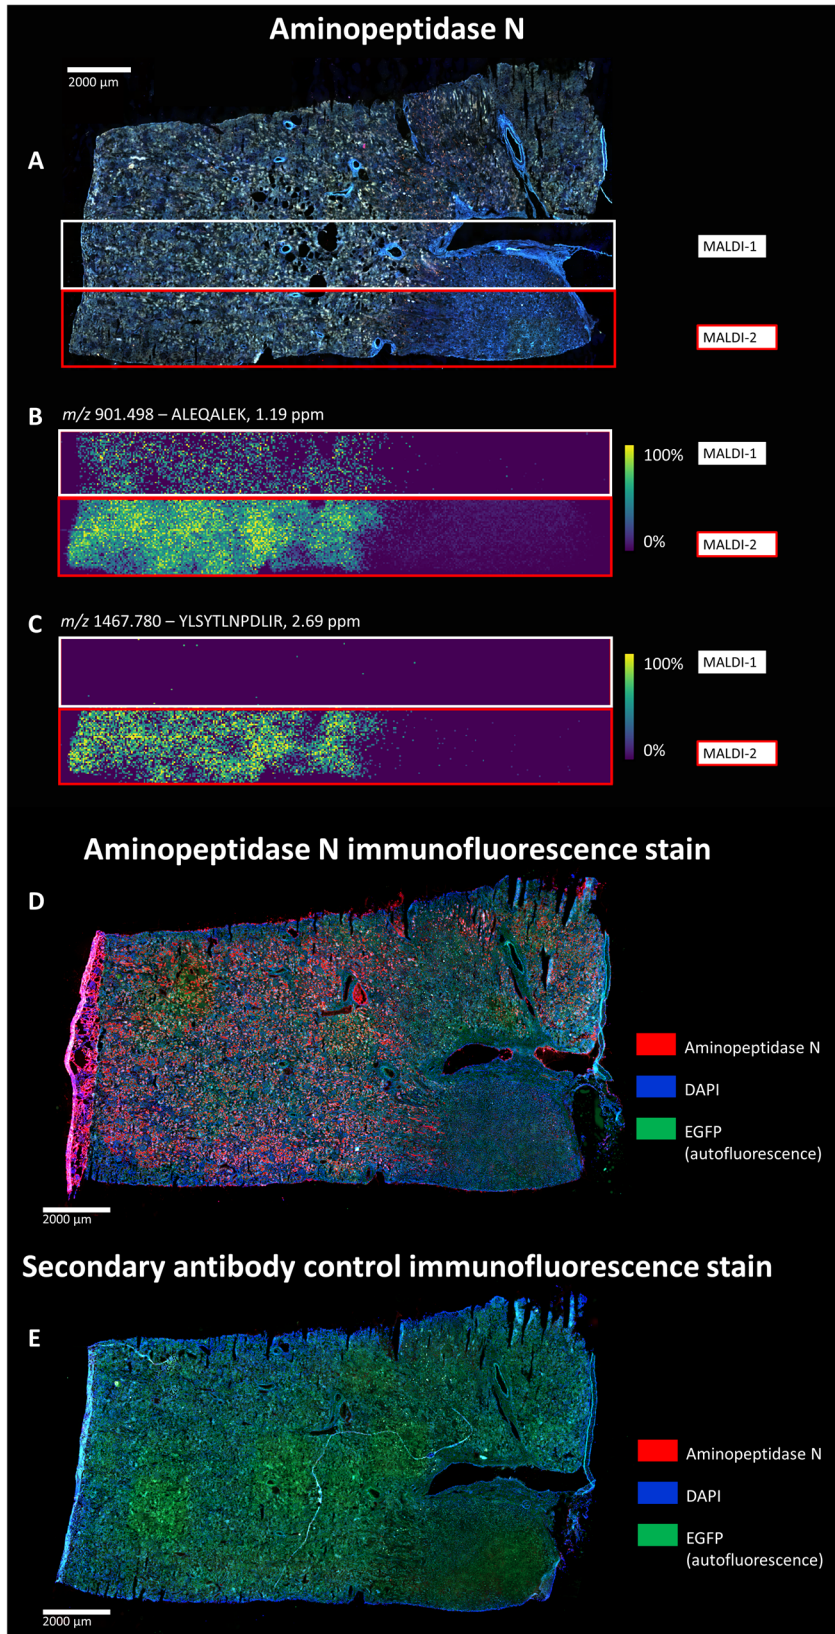 Aminopeptidase N
2000 µm
A
MALDI-1
MALDI-2
B
m/z 901.498 – ALEQALEK, 1.19 ppm
100%
0%
MALDI-1
MALDI-2
C
m/z 1467.780 – YLSYTLNPDLIR, 2.69 ppm
100%
0%
MALDI-1
MALDI-2
Aminopeptidase N immunofluorescence stain
D
Aminopeptidase N
DAPI
EGFP
(autofluorescence)
2000 µm
Secondary antibody control immunofluorescence stain
E
Aminopeptidase N
DAPI
EGFP
(autofluorescence)
2000 µm